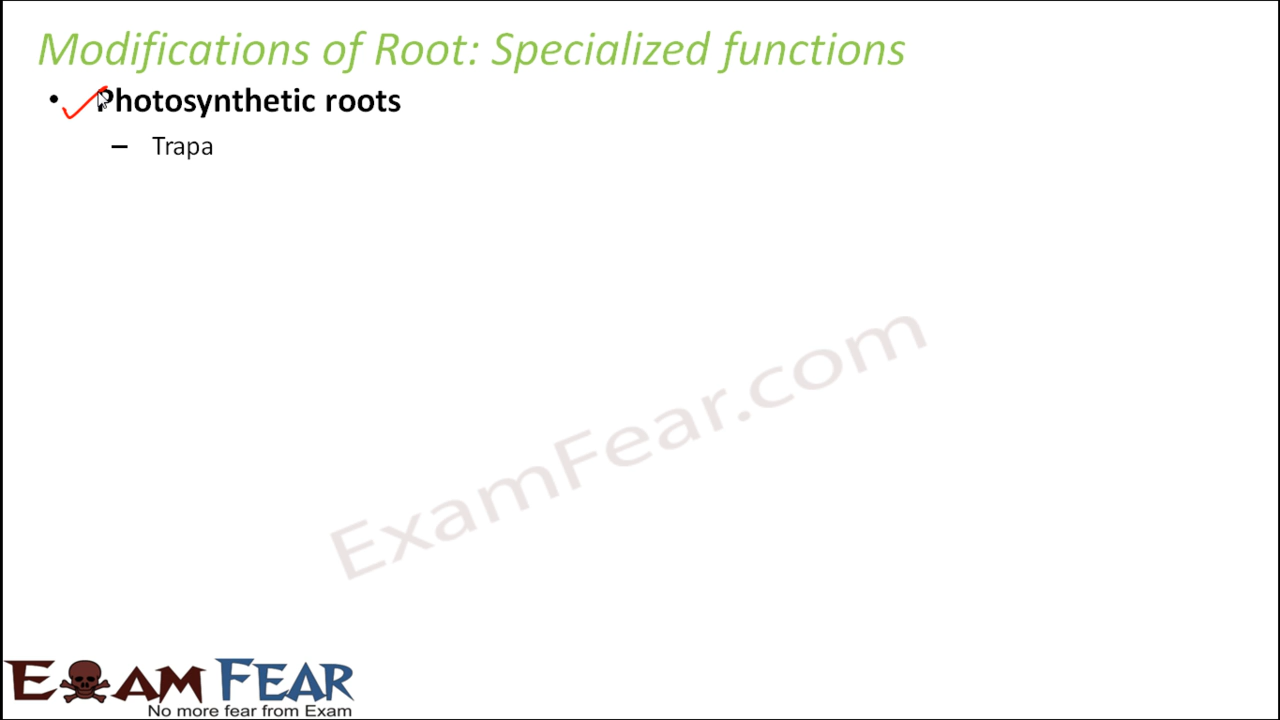 Modifications of Root: Specialized functions
• Photosynthetic roots
– Trapa
ExamFear.com
EXAM FEAR
No more fear from Exam